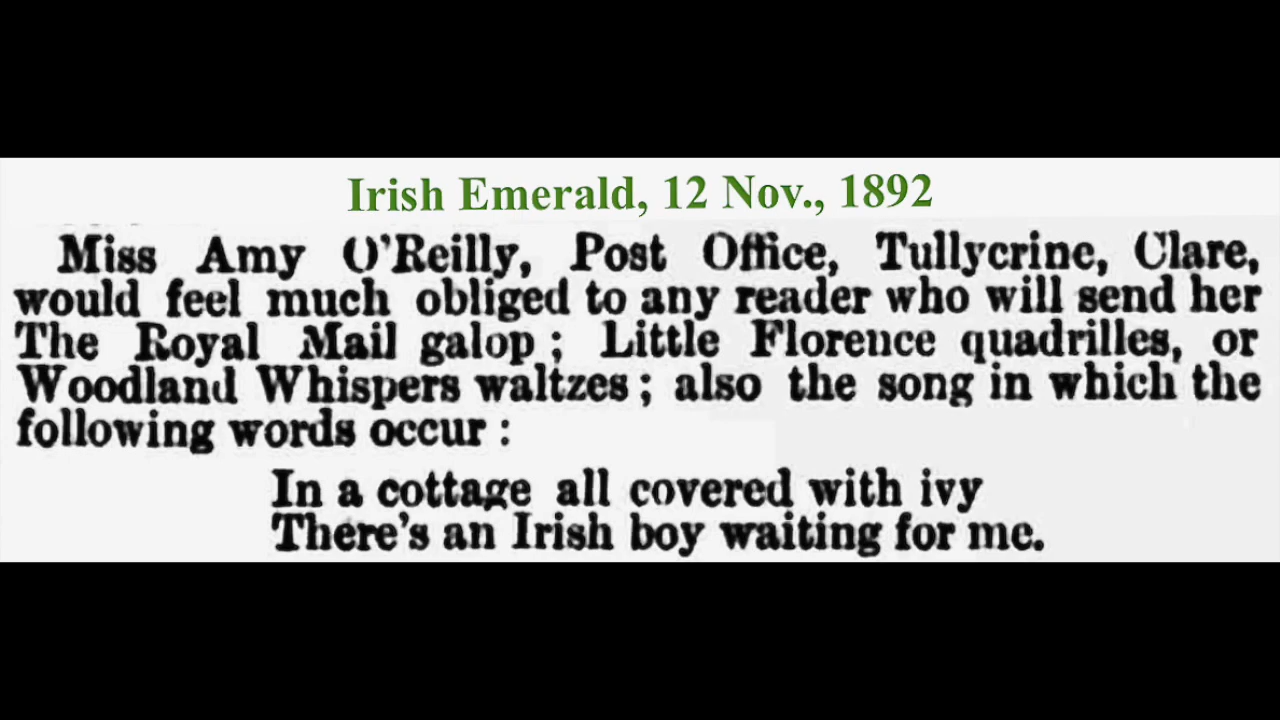 Irish Emerald, 12 Nov., 1892
Miss Amy O'Reilly, Post Office, Tullycrine, Clare,
would feel much obliged to any reader who will send her
The Royal Mail galop ; Little Florence quadrilles, or
Woodland Whispers waltzes ; also the song in which the
following words occur :
In a cottage all covered with ivy
There's an Irish boy waiting for me.